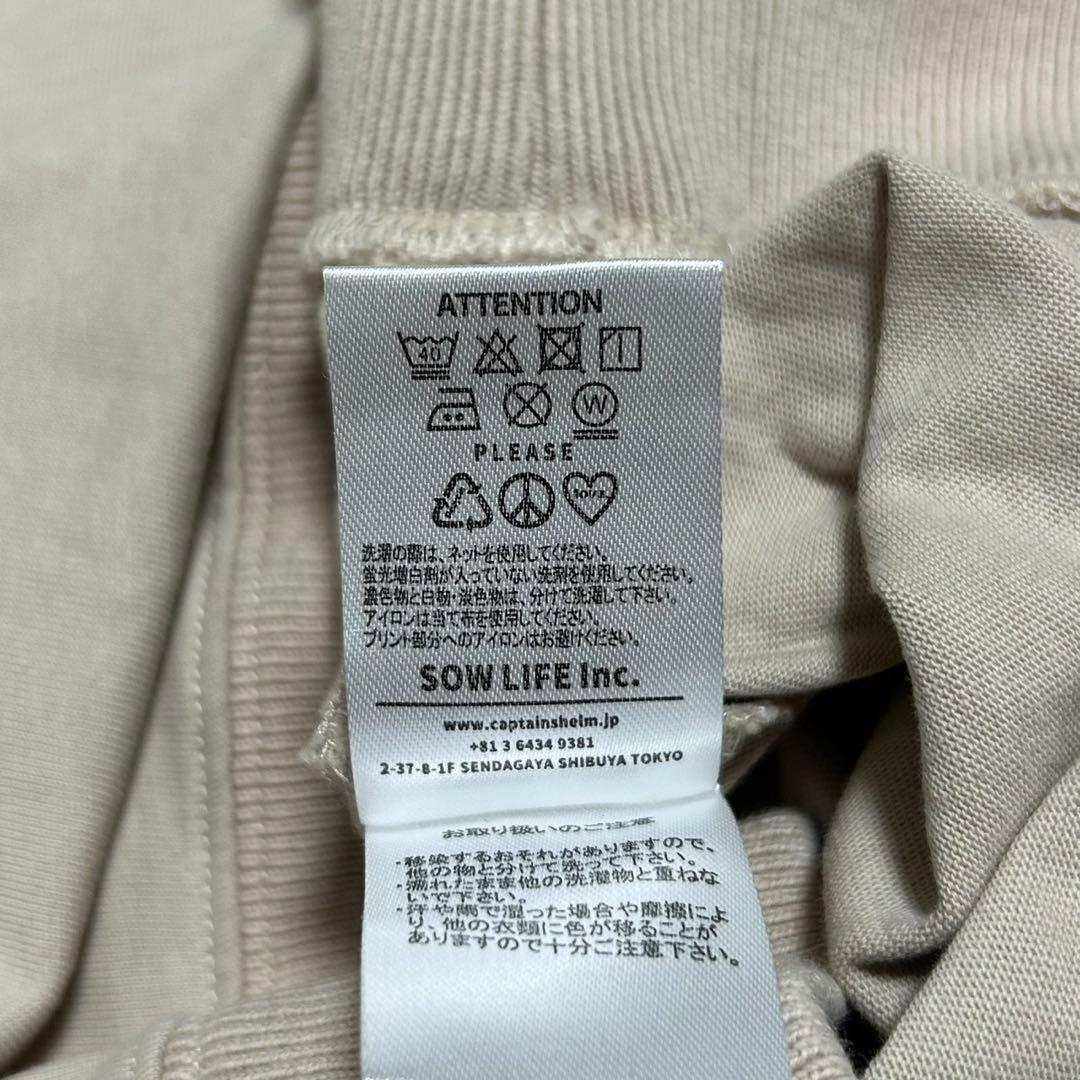 ATTENTION
40
W
PLEASE
LOVE
洗濯の際は、ネットを使用してください。
蛍光増白剤が入っていない洗剤を使用してください。
濃色物と白物・淡色物は、分けて洗濯して下さい。
アイロンは当て布を使用してください。
プリント部分へのアイロンはお避けください。
SOW LIFE Inc.
www.captainshelm.jp
+81 3 6434 9381
2-37-8-1F SENDAGAYA SHIBUYA TOKYO
お取り扱いのご注意
・移染するおそれがありますので、
他の物と分けて洗って下さい。
・濡れたまま他の洗濯物と重ねな
いで下さい。
・汗や雨で湿った場合や摩擦によ
り、他の衣類に色が移ることが
ありますので十分ご注意下さい。